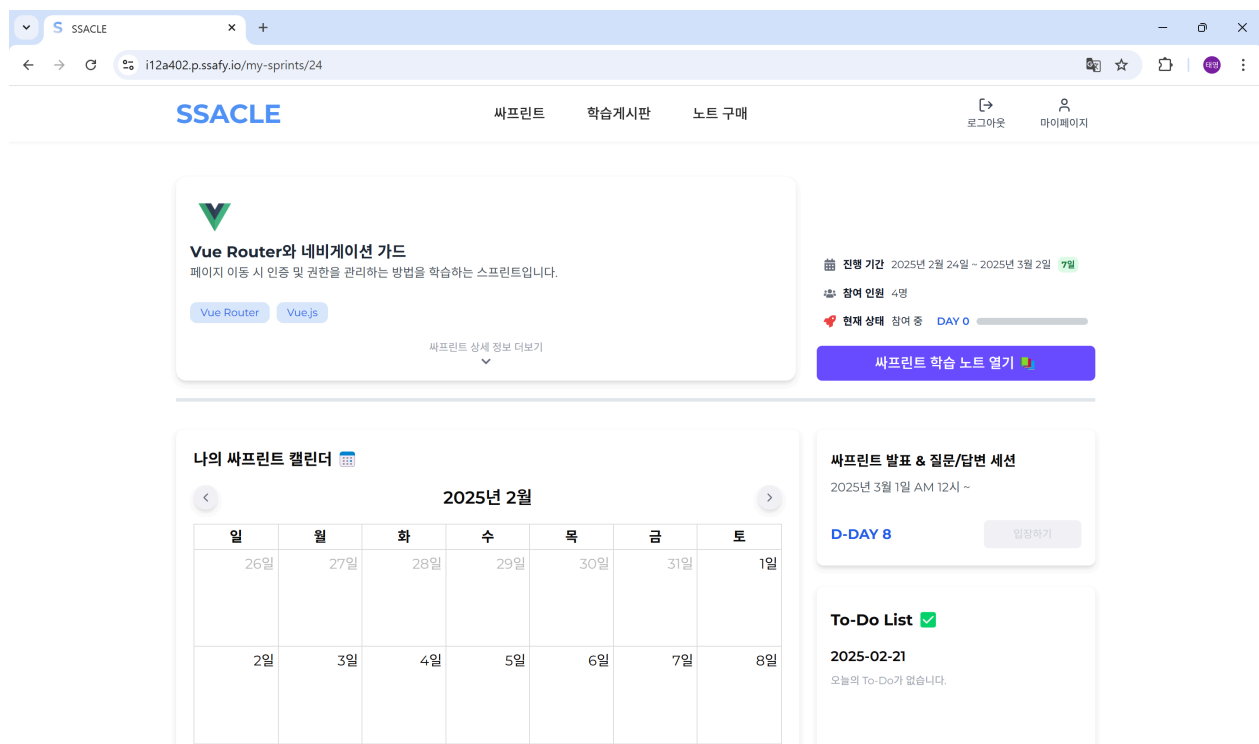 S SSACLE
i12a402.p.ssafy.io/my-sprints/24
태영
SSACLE
싸프린트 학습게시판 노트 구매
로그아웃 마이페이지
Vue Router와 네비게이션 가드
페이지 이동 시 인증 및 권한을 관리하는 방법을 학습하는 스프린트입니다.
Vue Router Vue.js
싸프린트 상세 정보 더보기
진행 기간 2025년 2월 24일 ~ 2025년 3월 2일 7일
참여 인원 4명
현재 상태 참여 중 DAY 0
싸프린트 학습 노트 열기
나의 싸프린트 캘린더
2025년 2월
일 월 화 수 목 금 토
26일 27일 28일 29일 30일 31일 1일
2일 3일 4일 5일 6일 7일 8일
싸프린트 발표 & 질문/답변 세션
2025년 3월 1일 AM 12시 ~
D-DAY 8 입장하기
To-Do List
2025-02-21
오늘의 To-Do가 없습니다.